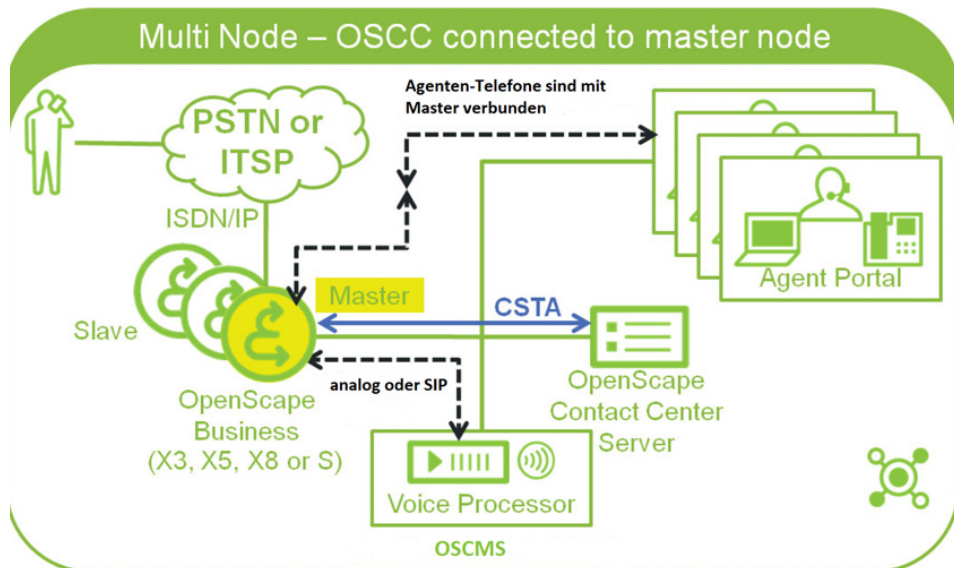 Multi Node – OSCC connected to master node
Agenten-Telefone sind mit
Master verbunden
PSTN or
ITSP
ISDN/IP
Agent Portal
Master
CSTA
Slave
analog oder SIP
OpenScape
Business
(X3, X5, X8 or S)
OpenScape
Contact Center
Server
Voice Processor
OSCMS